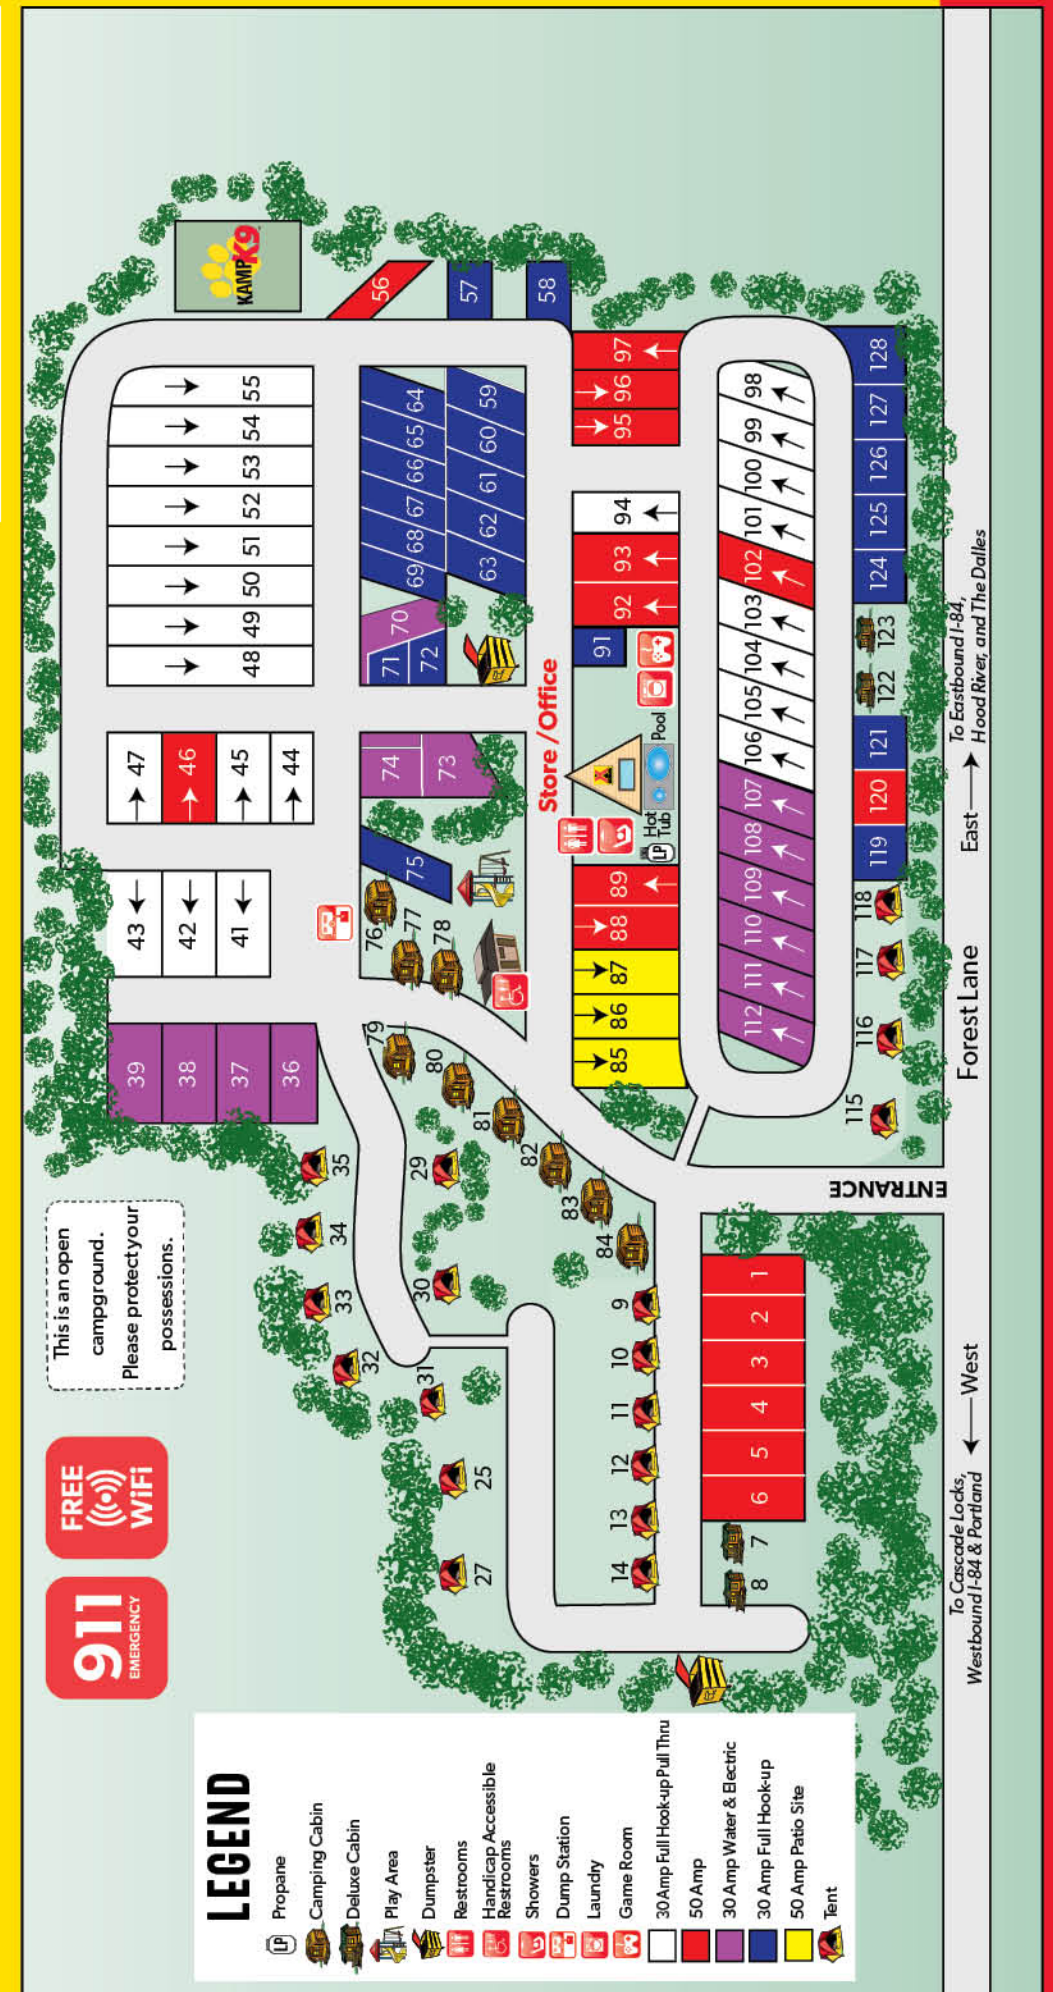 911
EMERGENCY
FREE
WiFi
This is an open
campground.
Please protect your
possessions.
KAMPK9
LEGEND
LP Propane
Camping Cabin
Deluxe Cabin
Play Area
Dumpster
Restrooms
Handicap Accessible
Restrooms
Showers
Dump Station
Laundry
Game Room
30 Amp Full Hook-up Pull Thru
50 Amp
30 Amp Water & Electric
30 Amp Full Hook-up
50 Amp Patio Site
Tent
39
38
37
36
43
42
41
47
46
45
44
48
49
50
51
52
53
54
55
56
57
58
35
34
33
32
31
30
29
25
27
79
80
81
82
83
84
76
77
78
75
74
73
70
71
72
69
68
67
66
65
64
63
62
61
60
59
Store / Office
14
13
12
11
10
9
85
86
87
88
89
LP
Hot
Tub
Pool
91
92
93
94
95
96
97
8
7
6
5
4
3
2
1
112
111
110
109
108
107
106
105
104
103
102
101
100
99
98
ENTRANCE
115
116
117
118
119
120
121
122
123
124
125
126
127
128
To Cascade Locks,
Westbound I-84 & Portland
West
Forest Lane
East
To Eastbound I-84,
Hood River, and The Dalles